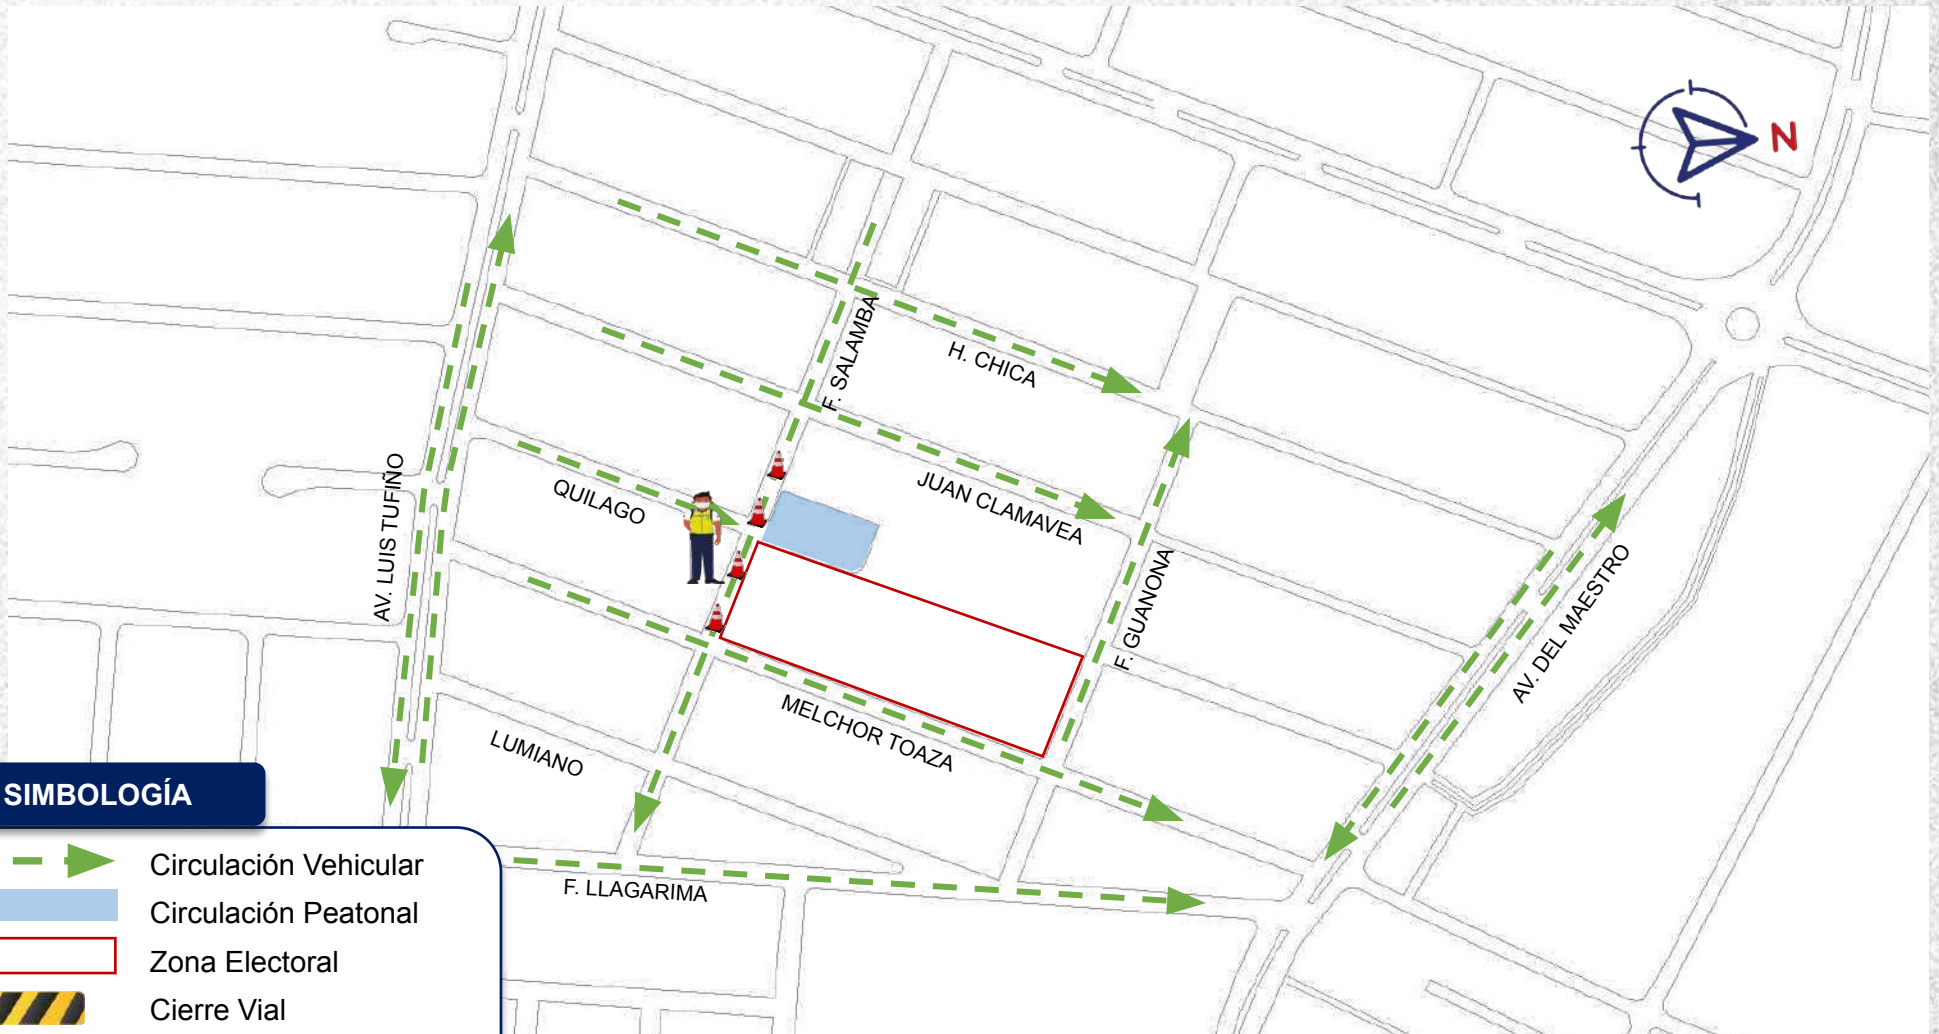 N
F. SALAMBA
H. CHICA
AV. LUIS TUFIÑO
QUILAGO
JUAN CLAMAVEA
F. GUANONA
AV. DEL MAESTRO
MELCHOR TOAZA
LUMIANO
F. LLAGARIMA
SIMBOLOGÍA
Circulación Vehicular
Circulación Peatonal
Zona Electoral
Cierre Vial